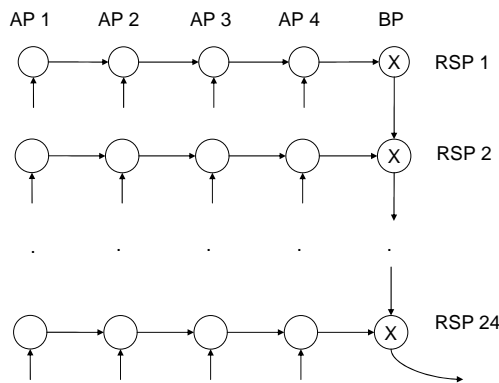 AP 1 AP 2 AP 3 AP 4 BP
X RSP 1
X RSP 2
. . . . .
X RSP 24